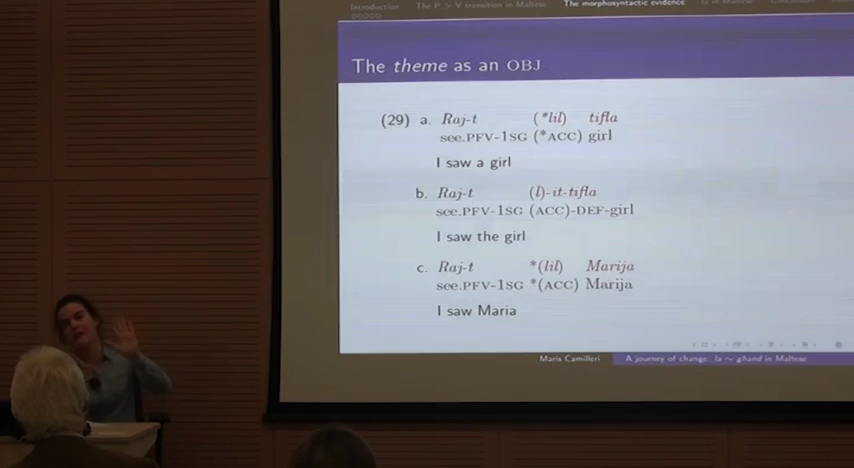 Introduction The P > V transition in Maltese The morphosyntactic evidence
The theme as an OBJ
(29) a. Raj-t (*lil) tifla
see.PFV-1SG (*ACC) girl
I saw a girl
b. Raj-t (l)-it-tifla
see.PFV-1SG (ACC)-DEF-girl
I saw the girl
c. Raj-t *(lil) Marija
see.PFV-1SG *(ACC) Marija
I saw Maria
Maris Camilleri A journey of change: la ~ għand in Maltese